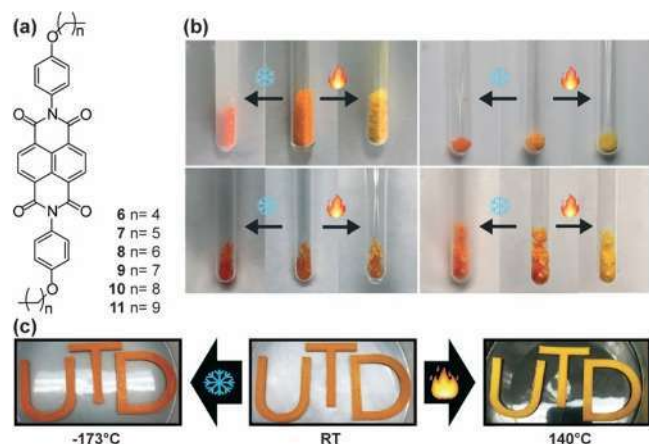 (a)
n
O
N
O
O
O
O
N
O
n
6 n= 4
7 n= 5
8 n= 6
9 n= 7
10 n= 8
11 n= 9
(b)
(c)
UTD
UTD
UTD
-173°C
RT
140°C